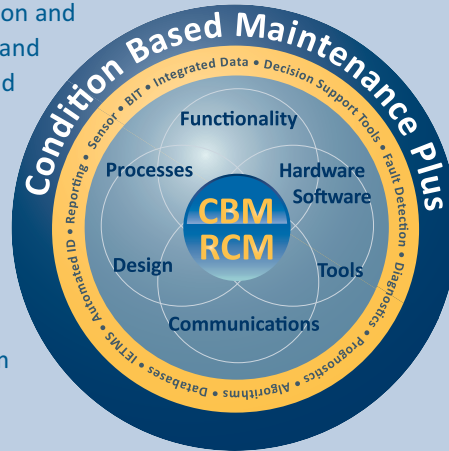 ion and
and
d
n
Condition Based Maintenance Plus
Reporting • Sensor • BIT • Integrated Data • Decision Support Tools • Fault Detection • Diagnostics • Prognostics • Algorithms • Databases • IETMS • Automated ID •
Functionality
Processes
Hardware
Software
CBM
RCM
Design
Tools
Communications